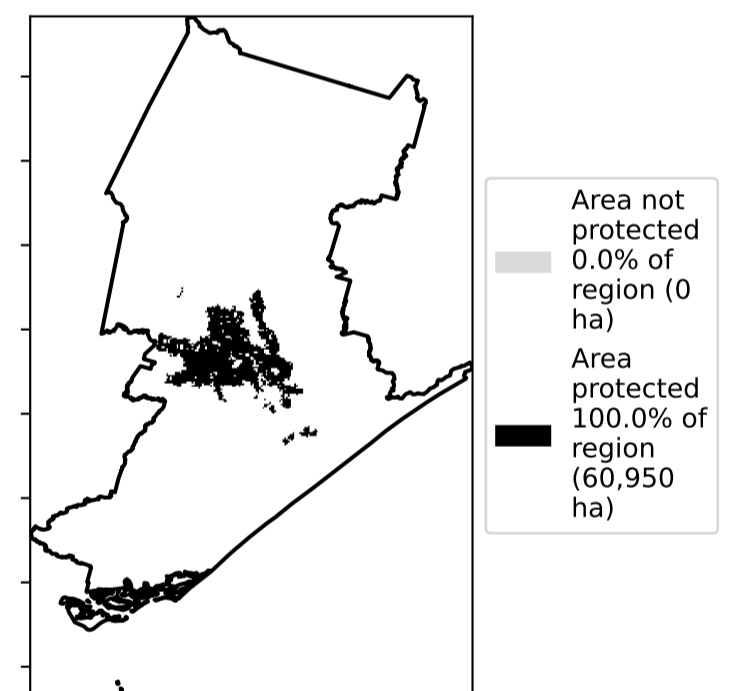 Area not
protected
0.0% of
region (0
ha)
Area
protected
100.0% of
region
(60,950
ha)